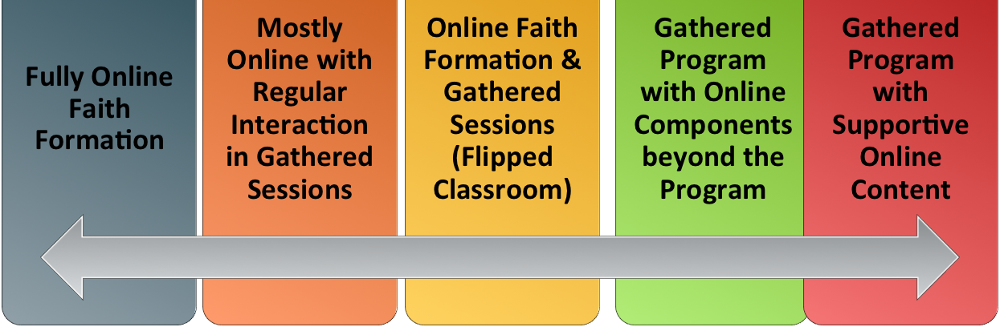 Fully Online
Faith
Formation
Mostly
Online with
Regular
Interaction
in Gathered
Sessions
Online Faith
Formation &
Gathered
Sessions
(Flipped
Classroom)
Gathered
Program
with Online
Components
beyond the
Program
Gathered
Program
with
Supportive
Online
Content